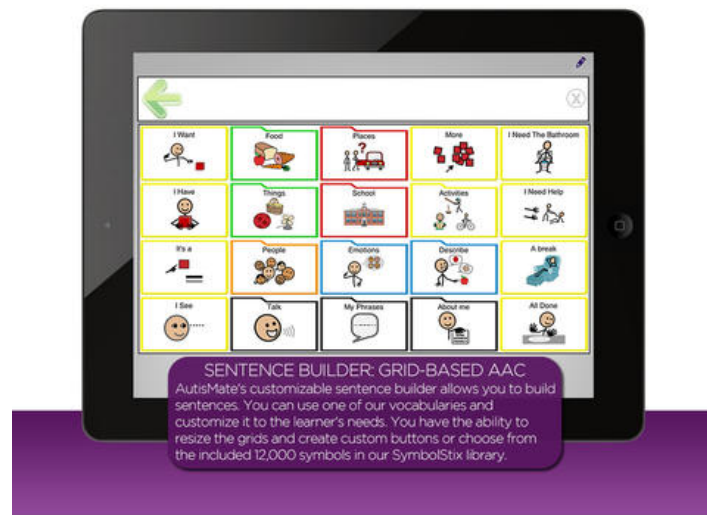 I Want
Food
Places
More
I Need The Bathroom
I Have
Things
School
Activities
I Need Help
It's a
People
Emotions
Describe
A break
I See
Talk
My Phrases
About me
All Done
SENTENCE BUILDER: GRID-BASED AAC
AutisMate's customizable sentence builder allows you to build
sentences. You can use one of our vocabularies and
customize it to the learner's needs. You have the ability to
resize the grids and create custom buttons or choose from
the included 12,000 symbols in our SymbolStix library.